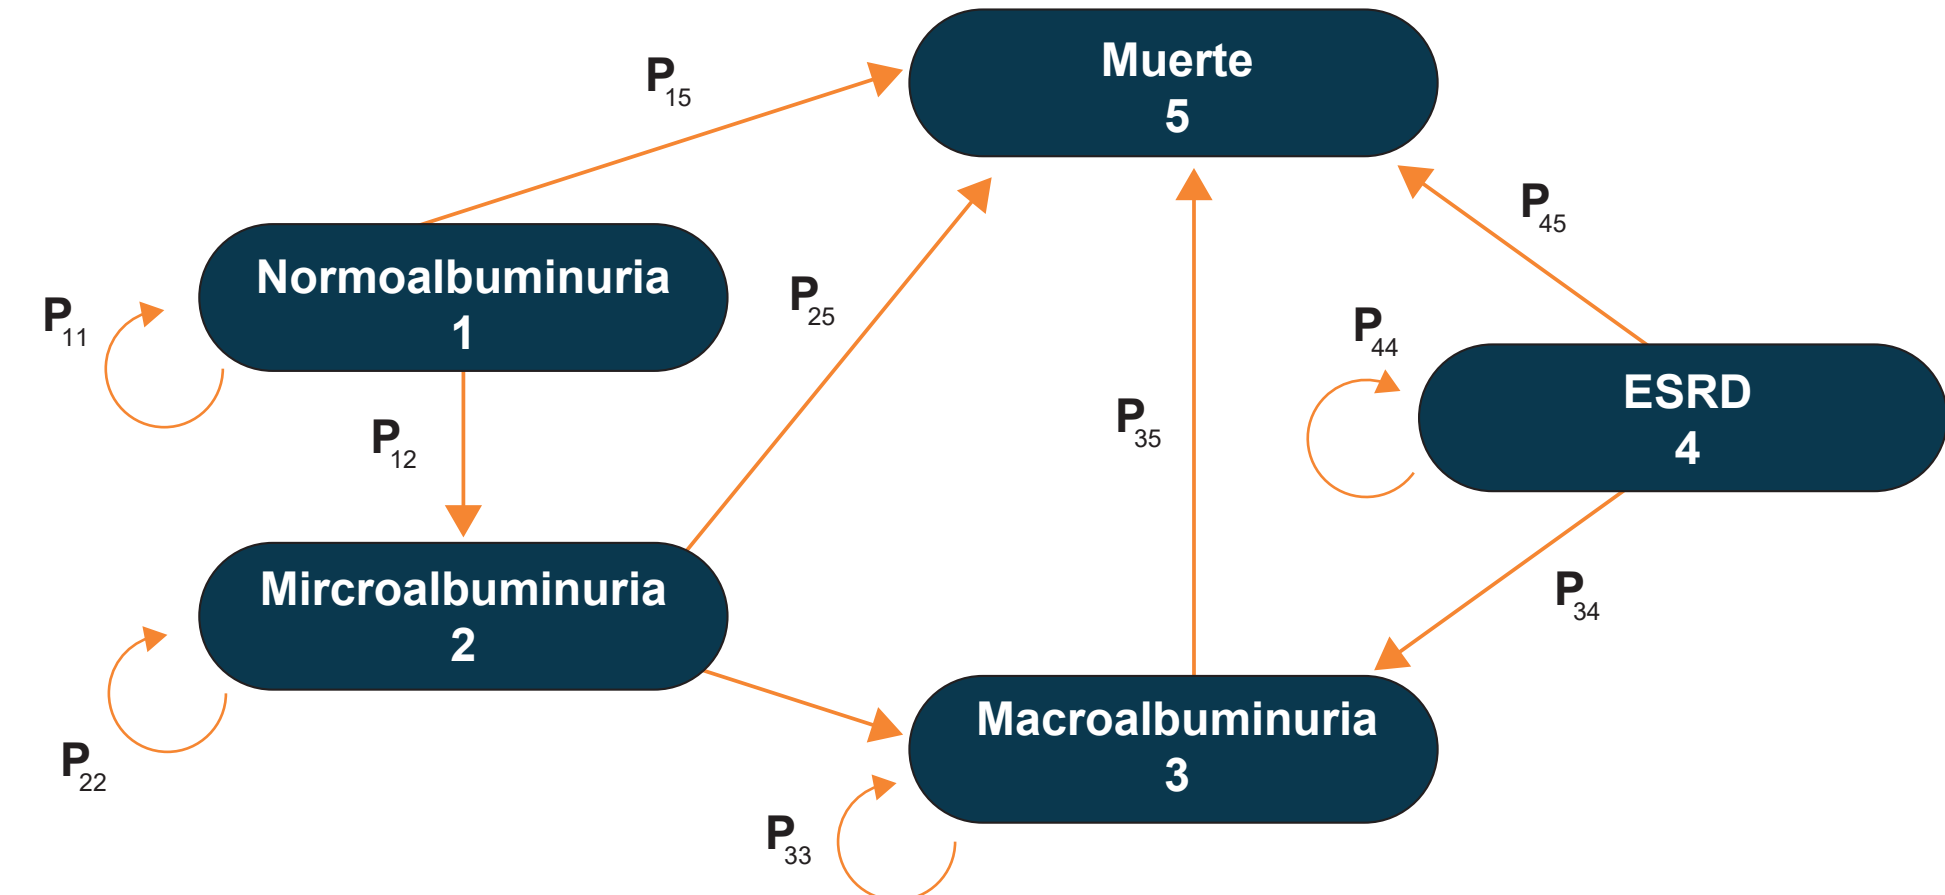 Muerte
5
P15
Normoalbuminuria
1
P11
P12
P25
P35
P45
P44
ESRD
4
Mircroalbuminuria
2
P22
P34
Macroalbuminuria
3
P33